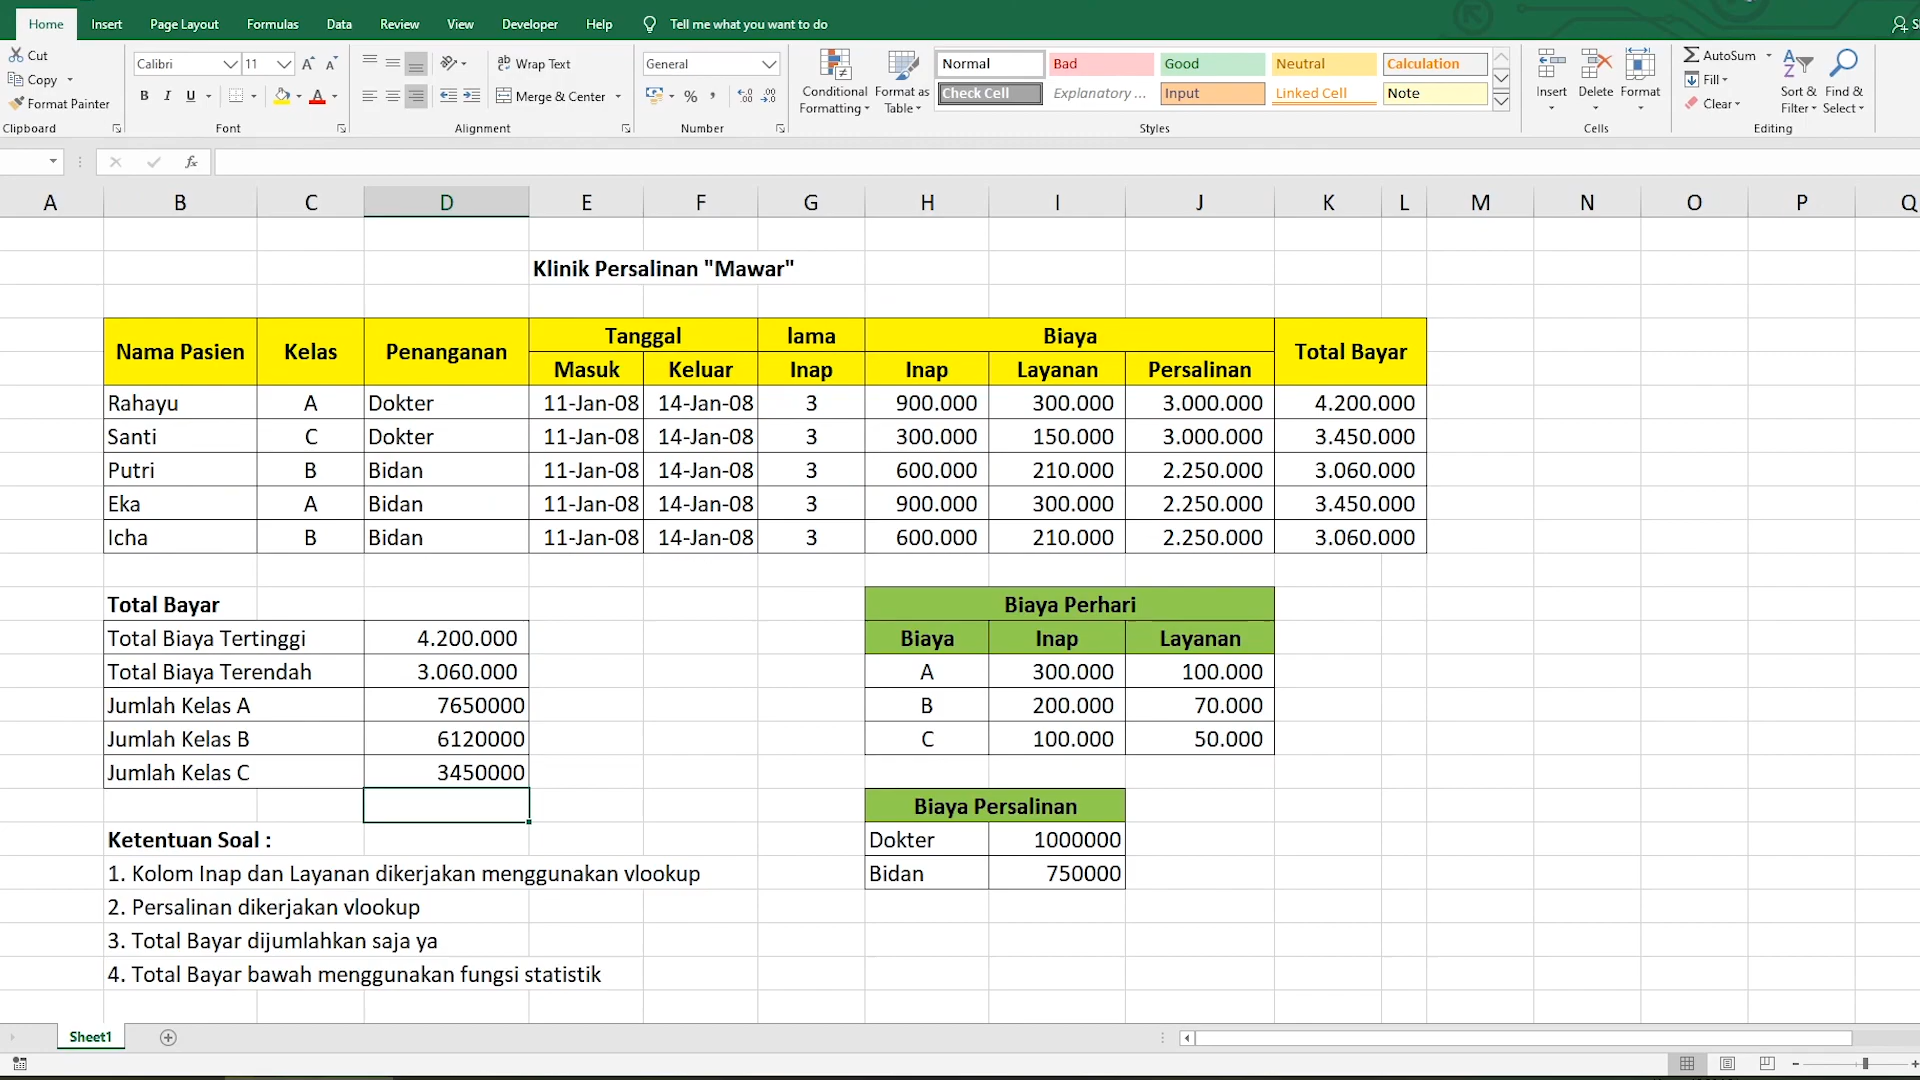 Home Insert Page Layout Formulas Data Review View Developer Help Tell me what you want to do
Cut
Copy
Format Painter
Clipboard
Calibri 11
B I U
Font
Wrap Text
Merge & Center
Alignment
General
% ,
Number
Conditional Formatting
Format as Table
Normal Bad Good Neutral Calculation
Check Cell Explanatory ... Input Linked Cell Note
Styles
Insert Delete Format
Cells
AutoSum
Fill
Clear
Sort & Filter
Find & Select
Editing
fx
A B C D E F G H I J K L M N O P Q
Klinik Persalinan "Mawar"
Nama Pasien Kelas Penanganan Tanggal lama Biaya Total Bayar
Masuk Keluar Inap Inap Layanan Persalinan
Rahayu A Dokter 11-Jan-08 14-Jan-08 3 900.000 300.000 3.000.000 4.200.000
Santi C Dokter 11-Jan-08 14-Jan-08 3 300.000 150.000 3.000.000 3.450.000
Putri B Bidan 11-Jan-08 14-Jan-08 3 600.000 210.000 2.250.000 3.060.000
Eka A Bidan 11-Jan-08 14-Jan-08 3 900.000 300.000 2.250.000 3.450.000
Icha B Bidan 11-Jan-08 14-Jan-08 3 600.000 210.000 2.250.000 3.060.000
Total Bayar
Total Biaya Tertinggi 4.200.000
Total Biaya Terendah 3.060.000
Jumlah Kelas A 7650000
Jumlah Kelas B 6120000
Jumlah Kelas C 3450000
Biaya Perhari
Biaya Inap Layanan
A 300.000 100.000
B 200.000 70.000
C 100.000 50.000
Biaya Persalinan
Dokter 1000000
Bidan 750000
Ketentuan Soal :
1. Kolom Inap dan Layanan dikerjakan menggunakan vlookup
2. Persalinan dikerjakan vlookup
3. Total Bayar dijumlahkan saja ya
4. Total Bayar bawah menggunakan fungsi statistik
Sheet1